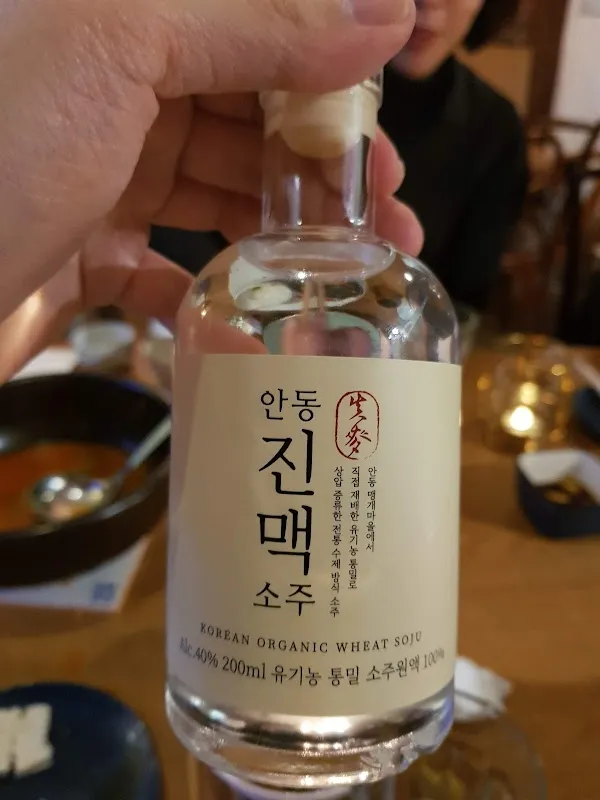 안동
진
맥
소주
안동 맹개마을에서
직접 재배한 유기농 통밀로
상압 증류한 전통 수제 방식 소주
KOREAN ORGANIC WHEAT SOJU
Alc.40% 200ml 유기농 통밀 소주원액 100%